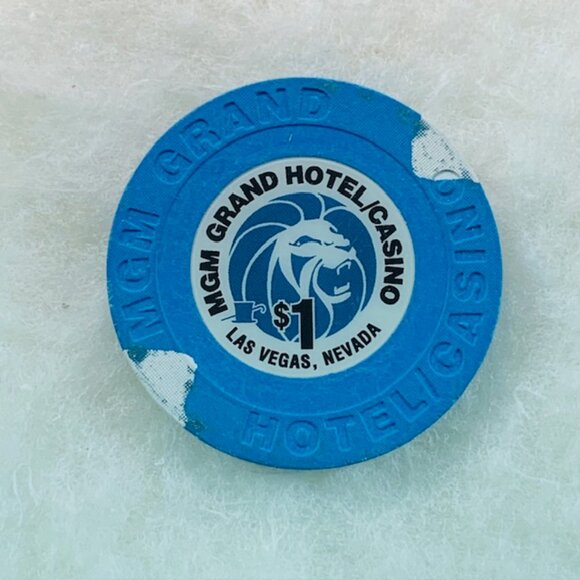 MGM GRAND
HOTEL/CASINO
MGM GRAND HOTEL/CASINO
$1
LAS VEGAS, NEVADA